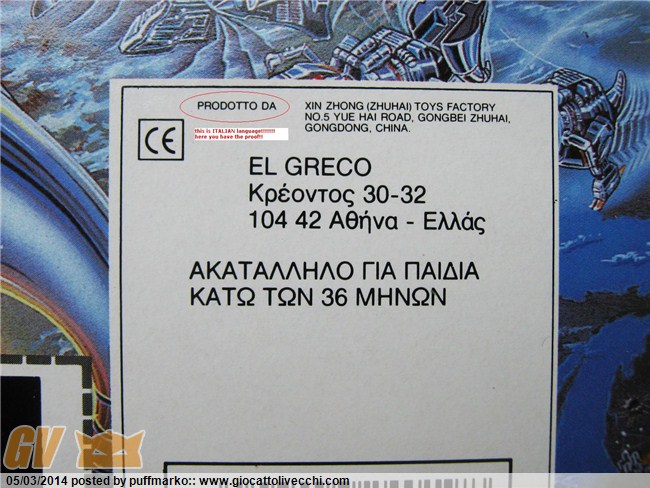 PRODOTTO DA
XIN ZHONG (ZHUHAI) TOYS FACTORY
NO.5 YUE HAI ROAD, GONGBEI ZHUHAI,
GONGDONG, CHINA.
this is ITALIAN language!!!!!!!!
here you have the proof!!
CE
EL GRECO
Κρέοντος 30-32
104 42 Αθήνα - Ελλάς
ΑΚΑΤΑΛΛΗΛΟ ΓΙΑ ΠΑΙΔΙΑ
ΚΑΤΩ ΤΩΝ 36 ΜΗΝΩΝ
GV
05/03/2014 posted by puffmarko:: www.giocattolivecchi.com